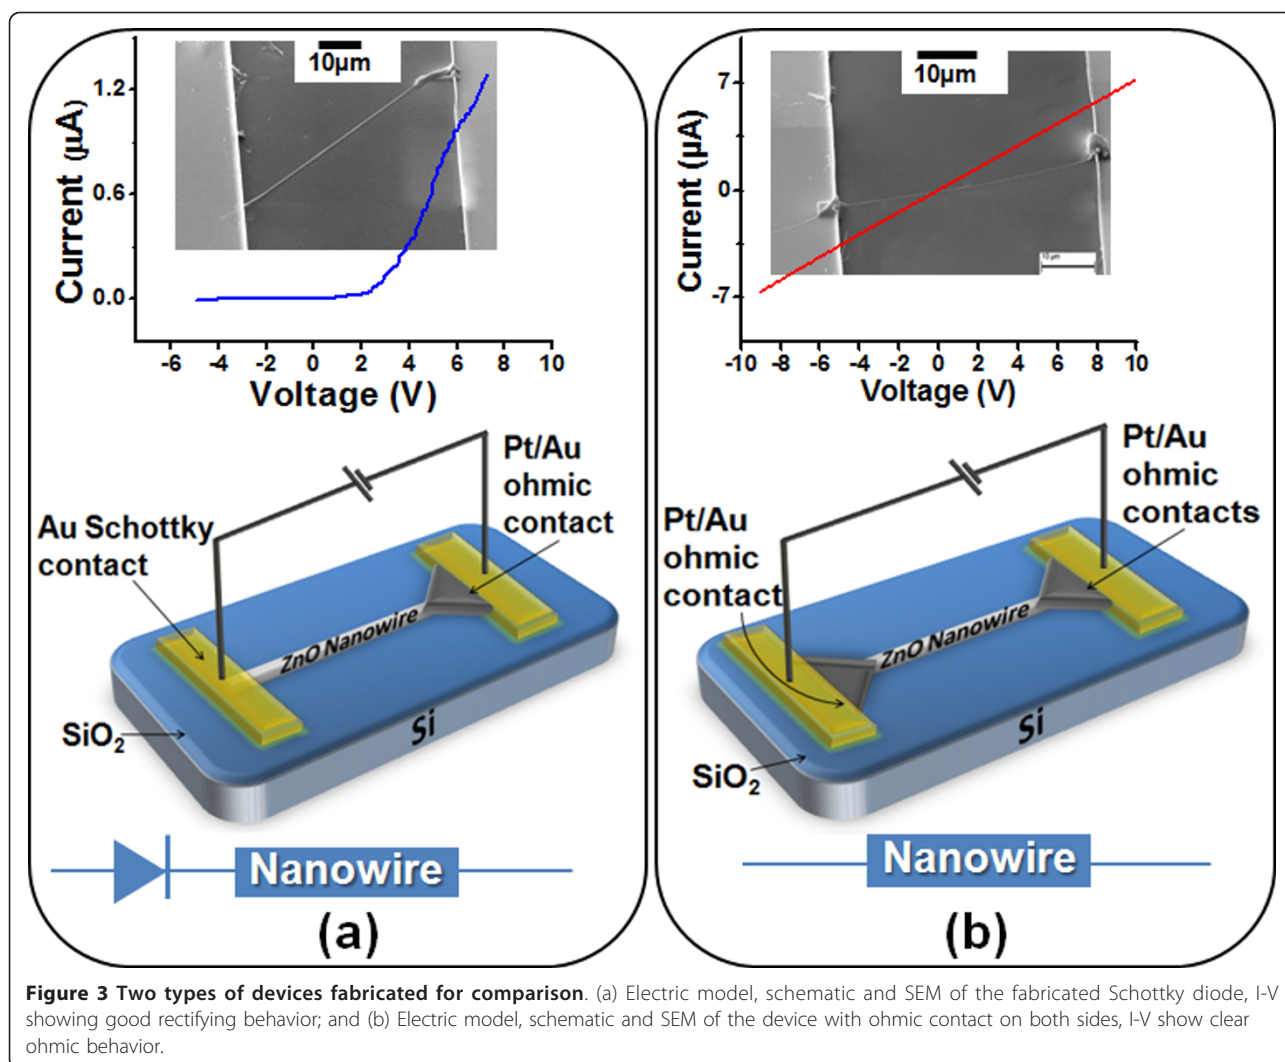 10μm
Current (μA)
1.2
0.6
0.0
-6 -4 -2 0 2 4 6 8 10
Voltage (V)
Pt/Au
ohmic
contact
Au Schottky
contact
ZnO Nanowire
SiO2
Si
Nanowire
(a)
10μm
Current (μA)
7
0
-7
10 μm
-10 -8 -6 -4 -2 0 2 4 6 8 10
Voltage (V)
Pt/Au
ohmic
contacts
Pt/Au
ohmic
contact
ZnO Nanowire
SiO2
Si
Nanowire
(b)
Figure 3 Two types of devices fabricated for comparison. (a) Electric model, schematic and SEM of the fabricated Schottky diode, I-V
showing good rectifying behavior; and (b) Electric model, schematic and SEM of the device with ohmic contact on both sides, I-V show clear
ohmic behavior.